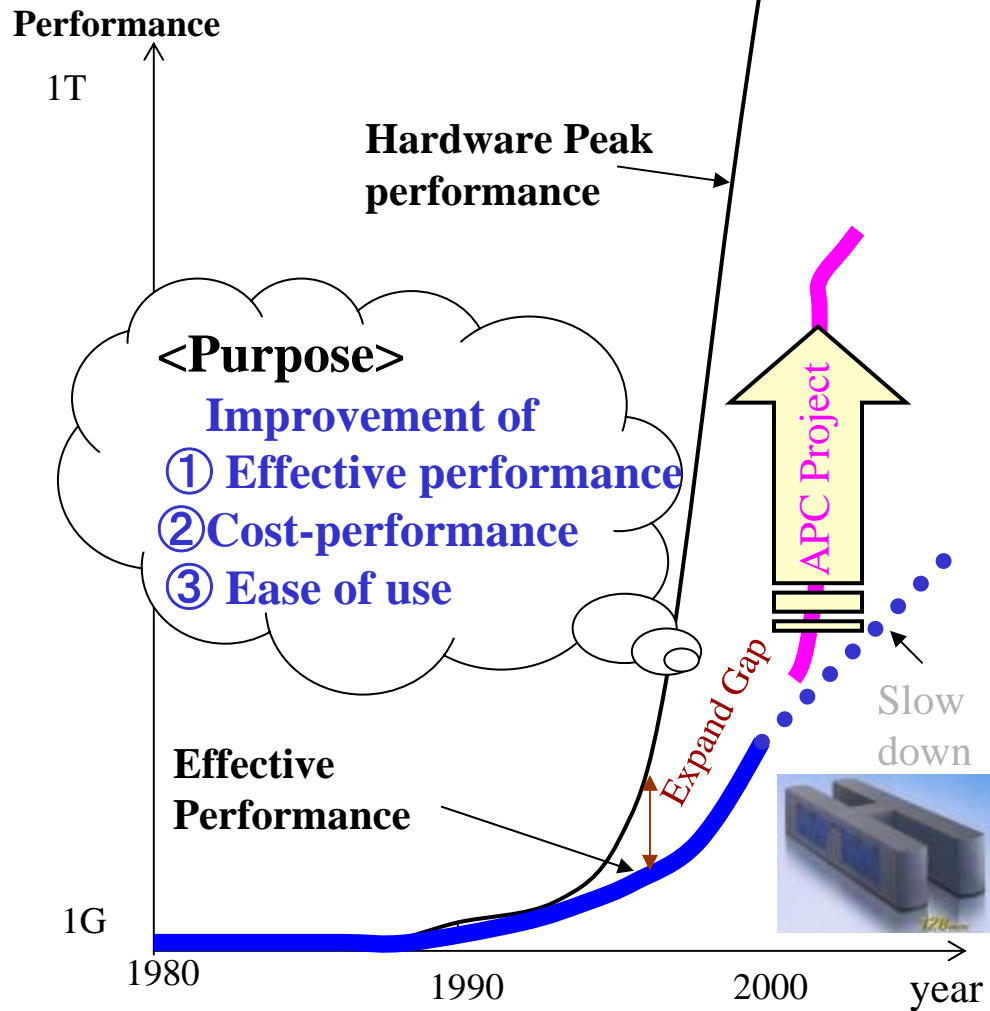 Performance
1T
Hardware Peak
performance
<Purpose>
Improvement of
① Effective performance
②Cost-performance
③ Ease of use
APC Project
Expand Gap
Slow
down
Effective
Performance
1G
1980
1990
2000
year